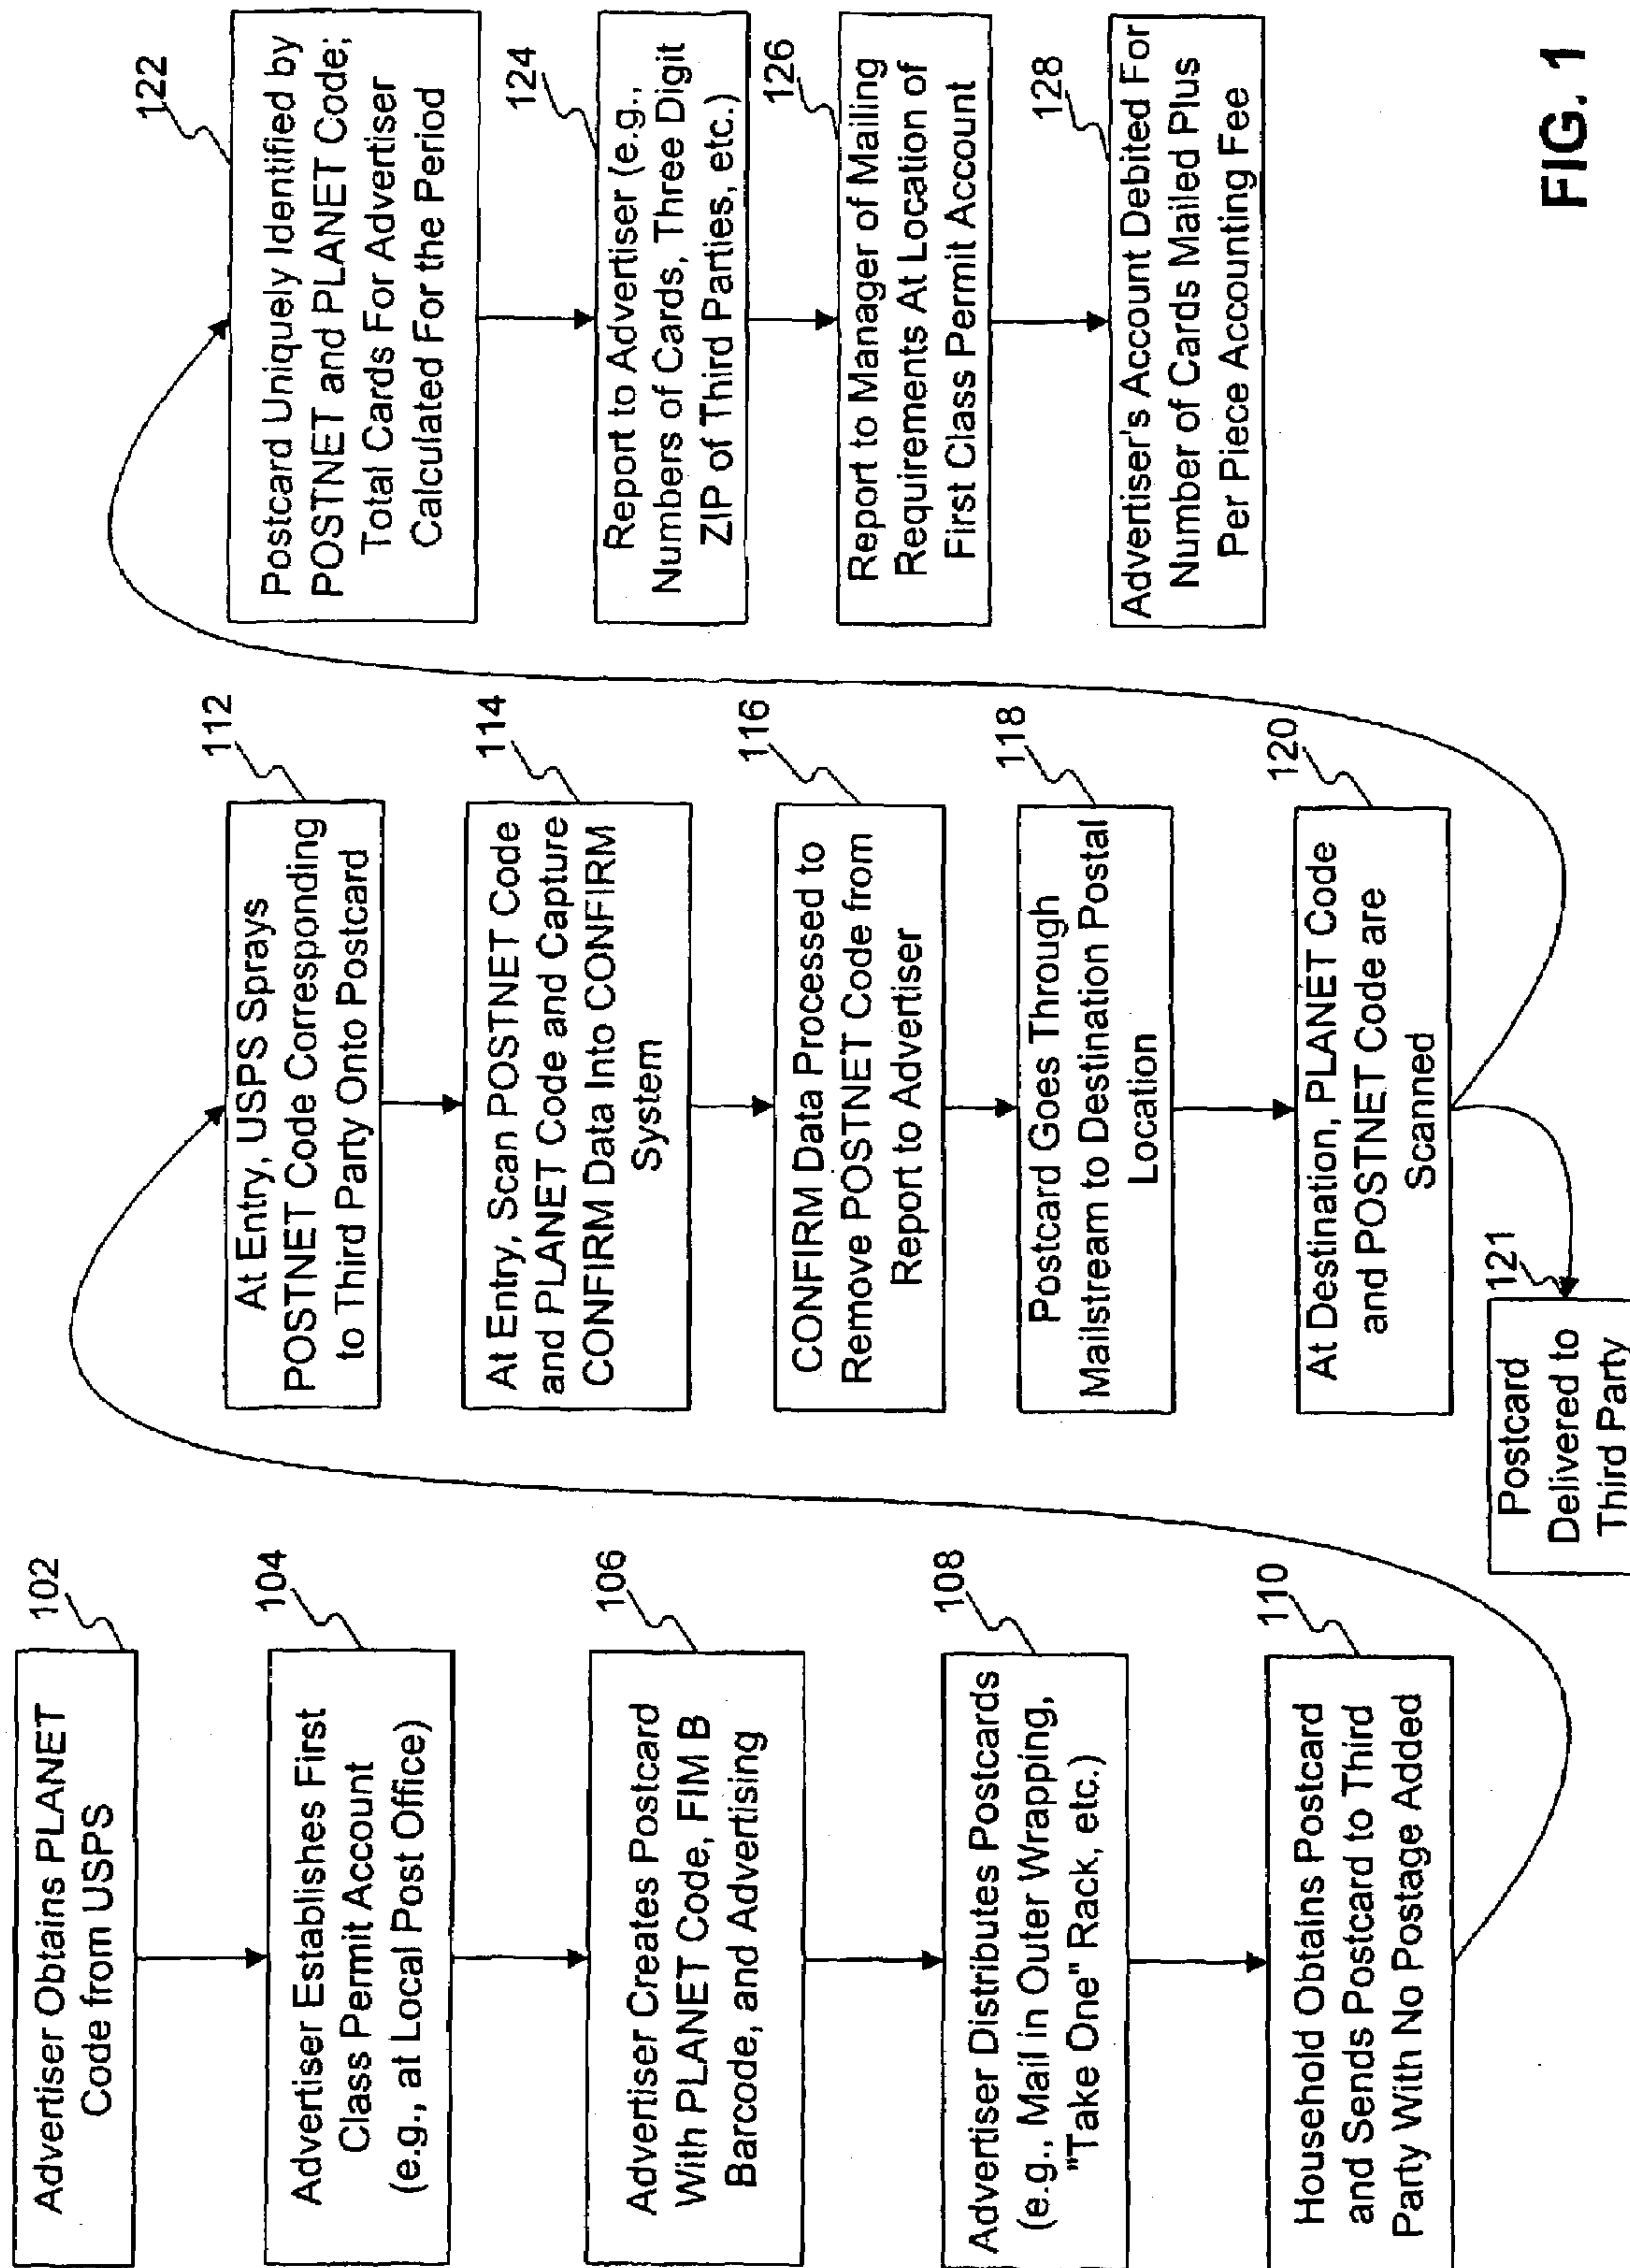 102
Advertiser Obtains PLANET
Code from USPS
104
Advertiser Establishes First
Class Permit Account
(e.g., at Local Post Office)
106
Advertiser Creates Postcard
With PLANET Code, FIM B
Barcode, and Advertising
108
Advertiser Distributes Postcards
(e.g., Mail in Outer Wrapping,
"Take One" Rack, etc.)
110
Household Obtains Postcard
and Sends Postcard to Third
Party With No Postage Added
112
At Entry, USPS Sprays
POSTNET Code Corresponding
to Third Party Onto Postcard
114
At Entry, Scan POSTNET Code
and PLANET Code and Capture
CONFIRM Data Into CONFIRM
System
116
CONFIRM Data Processed to
Remove POSTNET Code from
Report to Advertiser
118
Postcard Goes Through
Mailstream to Destination Postal
Location
120
At Destination, PLANET Code
and POSTNET Code are
Scanned
121
Postcard
Delivered to
Third Party
122
Postcard Uniquely Identified by
POSTNET and PLANET Code;
Total Cards For Advertiser
Calculated For the Period
124
Report to Advertiser (e.g.,
Numbers of Cards, Three Digit
ZIP of Third Parties, etc.)
126
Report to Manager of Mailing
Requirements At Location of
First Class Permit Account
128
Advertiser's Account Debited For
Number of Cards Mailed Plus
Per Piece Accounting Fee
FIG. 1